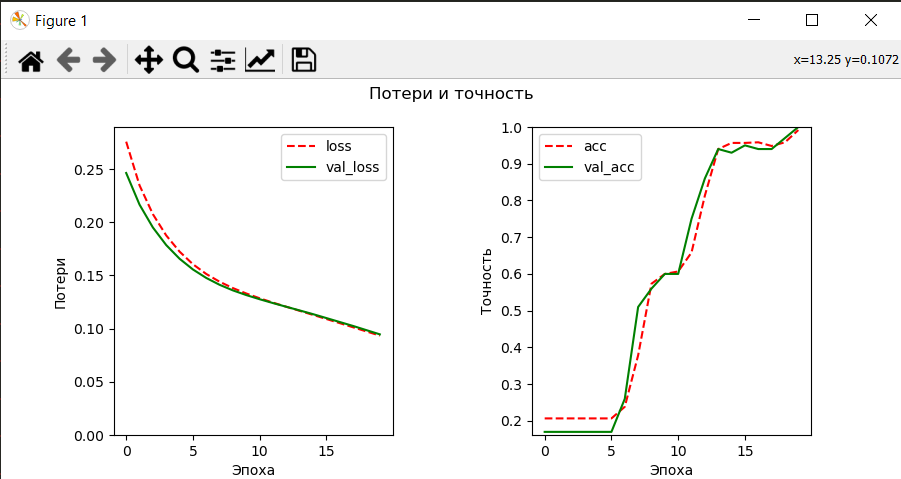 Figure 1
x=13.25 y=0.1072
Потери и точность
loss
val_loss
0.25
0.20
0.15
0.10
0.05
0.00
Потери
0 5 10 15
Эпоха
acc
val_acc
1.0
0.9
0.8
0.7
0.6
0.5
0.4
0.3
0.2
Точность
0 5 10 15
Эпоха